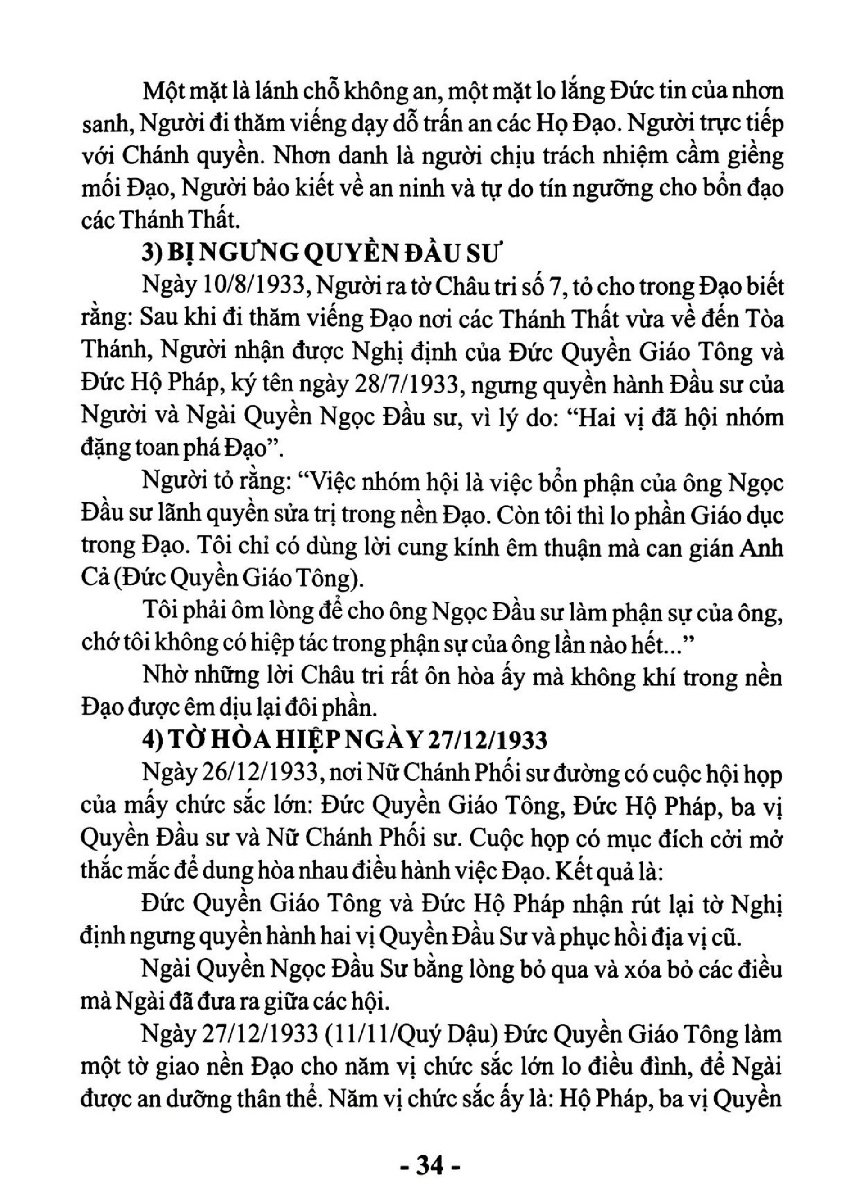 Một mặt là lánh chỗ không an, một mặt lo lắng Đức tin của nhơn
sanh, Người đi thăm viếng dạy dỗ trấn an các Họ Đạo. Người trực tiếp
với Chánh quyền. Nhơn danh là người chịu trách nhiệm cầm giềng
mối Đạo, Người bảo kiết về an ninh và tự do tín ngưỡng cho bổn đạo
các Thánh Thất.
3) BỊ NGƯNG QUYỀN ĐẦU SƯ
Ngày 10/8/1933, Người ra tờ Châu tri số 7, tỏ cho trong Đạo biết
rằng: Sau khi đi thăm viếng Đạo nơi các Thánh Thất vừa về đến Tòa
Thánh, Người nhận được Nghị định của Đức Quyền Giáo Tông và
Đức Hộ Pháp, ký tên ngày 28/7/1933, ngưng quyền hành Đầu sư của
Người và Ngài Quyền Ngọc Đầu sư, vì lý do: “Hai vị đã hội nhóm
đặng toan phá Đạo”.
Người tỏ rằng: “Việc nhóm hội là việc bổn phận của ông Ngọc
Đầu sư lãnh quyền sửa trị trong nền Đạo. Còn tôi thì lo phần Giáo dục
trong Đạo. Tôi chỉ có dùng lời cung kính êm thuận mà can gián Anh
Cả (Đức Quyền Giáo Tông).
Tôi phải ôm lòng để cho ông Ngọc Đầu sư làm phận sự của ông,
chớ tôi không có hiệp tác trong phận sự của ông lần nào hết...”
Nhờ những lời Châu tri rất ôn hòa ấy mà không khí trong nền
Đạo được êm dịu lại đôi phần.
4) TỜ HÒA HIỆP NGÀY 27/12/1933
Ngày 26/12/1933, nơi Nữ Chánh Phối sư đường có cuộc hội họp
của mấy chức sắc lớn: Đức Quyền Giáo Tông, Đức Hộ Pháp, ba vị
Quyền Đầu sư và Nữ Chánh Phối sư. Cuộc họp có mục đích cởi mở
thắc mắc để dung hòa nhau điều hành việc Đạo. Kết quả là:
Đức Quyền Giáo Tông và Đức Hộ Pháp nhận rút lại tờ Nghị
định ngưng quyền hành hai vị Quyền Đầu Sư và phục hồi địa vị cũ.
Ngài Quyền Ngọc Đầu Sư bằng lòng bỏ qua và xóa bỏ các điều
mà Ngài đã đưa ra giữa các hội.
Ngày 27/12/1933 (11/11/Quý Dậu) Đức Quyền Giáo Tông làm
một tờ giao nền Đạo cho năm vị chức sắc lớn lo điều đình, để Ngài
được an dưỡng thân thể. Năm vị chức sắc ấy là: Hộ Pháp, ba vị Quyền
- 34 -